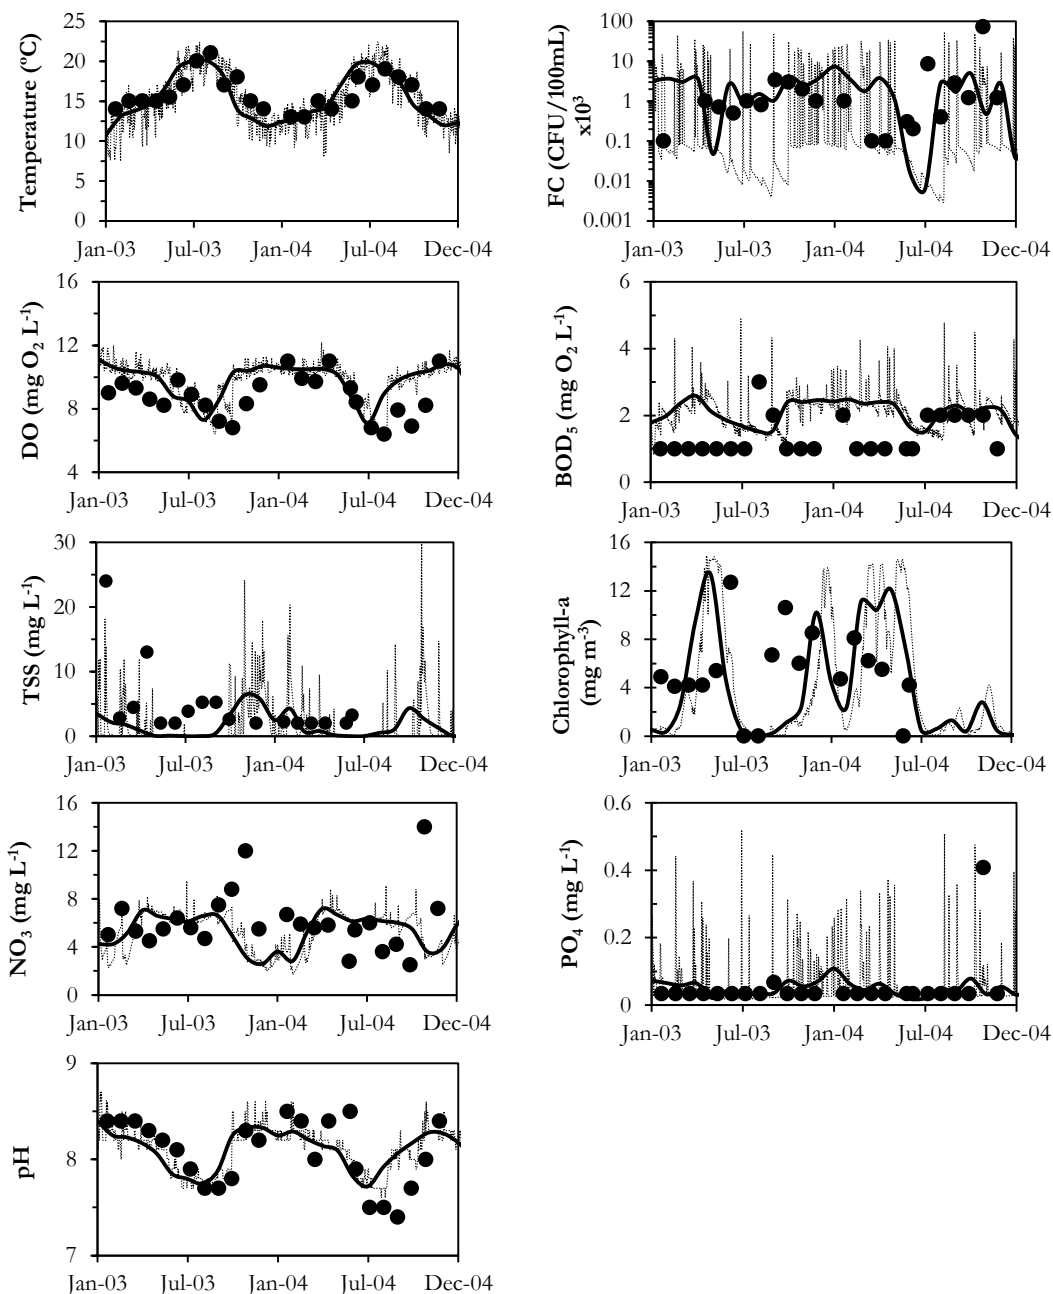 Temperature (ºC)
25
20
15
10
5
0
Jan-03 Jul-03 Jan-04 Jul-04 Dec-04
FC (CFU/100mL)
x10³
100
10
1
0.1
0.01
0.001
Jan-03 Jul-03 Jan-04 Jul-04 Dec-04
DO (mg O₂ L⁻¹)
16
12
8
4
Jan-03 Jul-03 Jan-04 Jul-04 Dec-04
BOD₅ (mg O₂ L⁻¹)
6
4
2
0
Jan-03 Jul-03 Jan-04 Jul-04 Dec-04
TSS (mg L⁻¹)
30
20
10
0
Jan-03 Jul-03 Jan-04 Jul-04 Dec-04
Chlorophyll-a
(mg m⁻³)
16
12
8
4
0
Jan-03 Jul-03 Jan-04 Jul-04 Dec-04
NO₃ (mg L⁻¹)
16
12
8
4
0
Jan-03 Jul-03 Jan-04 Jul-04 Dec-04
PO₄ (mg L⁻¹)
0.6
0.4
0.2
0
Jan-03 Jul-03 Jan-04 Jul-04 Dec-04
pH
9
8
7
Jan-03 Jul-03 Jan-04 Jul-04 Dec-04